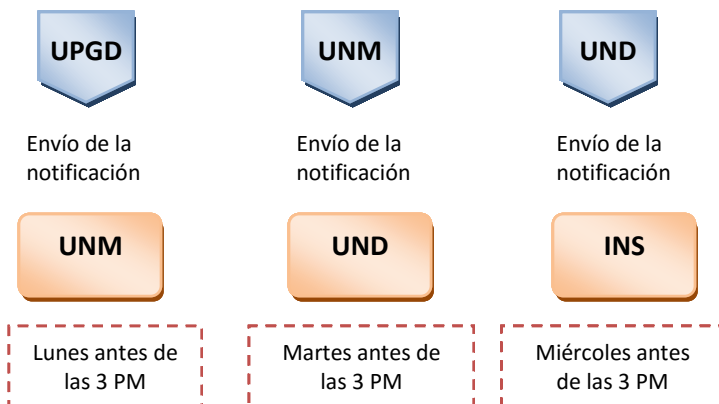 UPGD
UNM
UND
Envío de la
notificación
Envío de la
notificación
Envío de la
notificación
UNM
UND
INS
Lunes antes de
las 3 PM
Martes antes de
las 3 PM
Miércoles antes
de las 3 PM